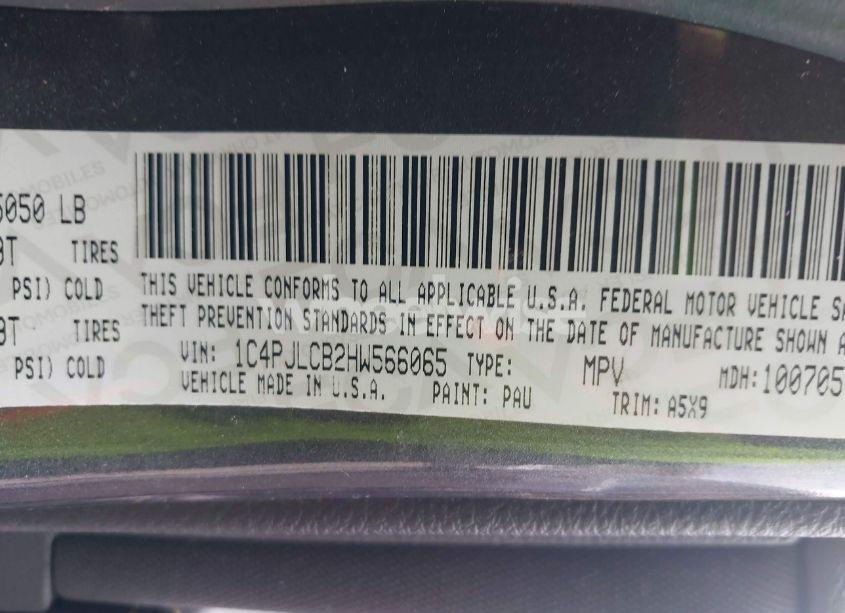 5050 LB
TIRES
PSI) COLD
TIRES
PSI) COLD
THIS VEHICLE CONFORMS TO ALL APPLICABLE U.S.A. FEDERAL MOTOR VEHICLE SA
THEFT PREVENTION STANDARDS IN EFFECT ON THE DATE OF MANUFACTURE SHOWN A
VIN: 1C4PJLCB2HW566065 TYPE: MPV MDH:100705
VEHICLE MADE IN U.S.A. PAINT: PAU TRIM: A5X9